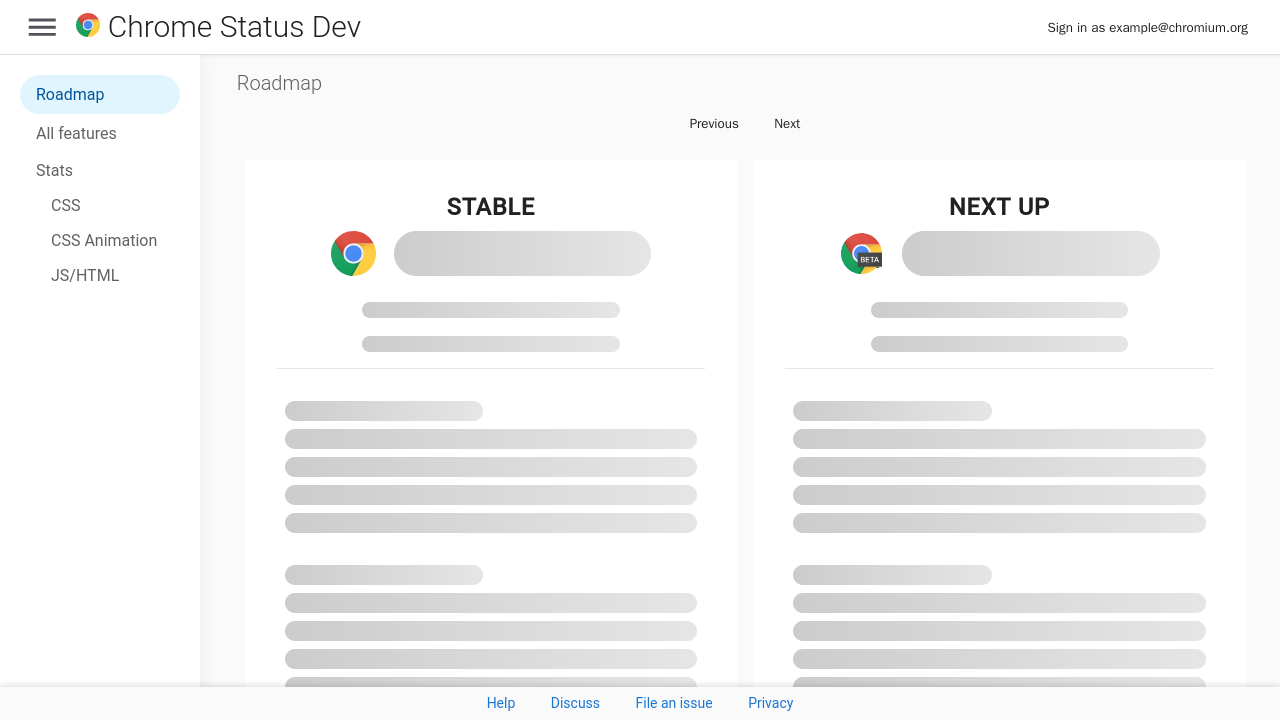 Chrome Status Dev
Sign in as example@chromium.org
Roadmap
All features
Stats
CSS
CSS Animation
JS/HTML
Roadmap
Previous Next
STABLE
NEXT UP
BETA
Help Discuss File an issue Privacy